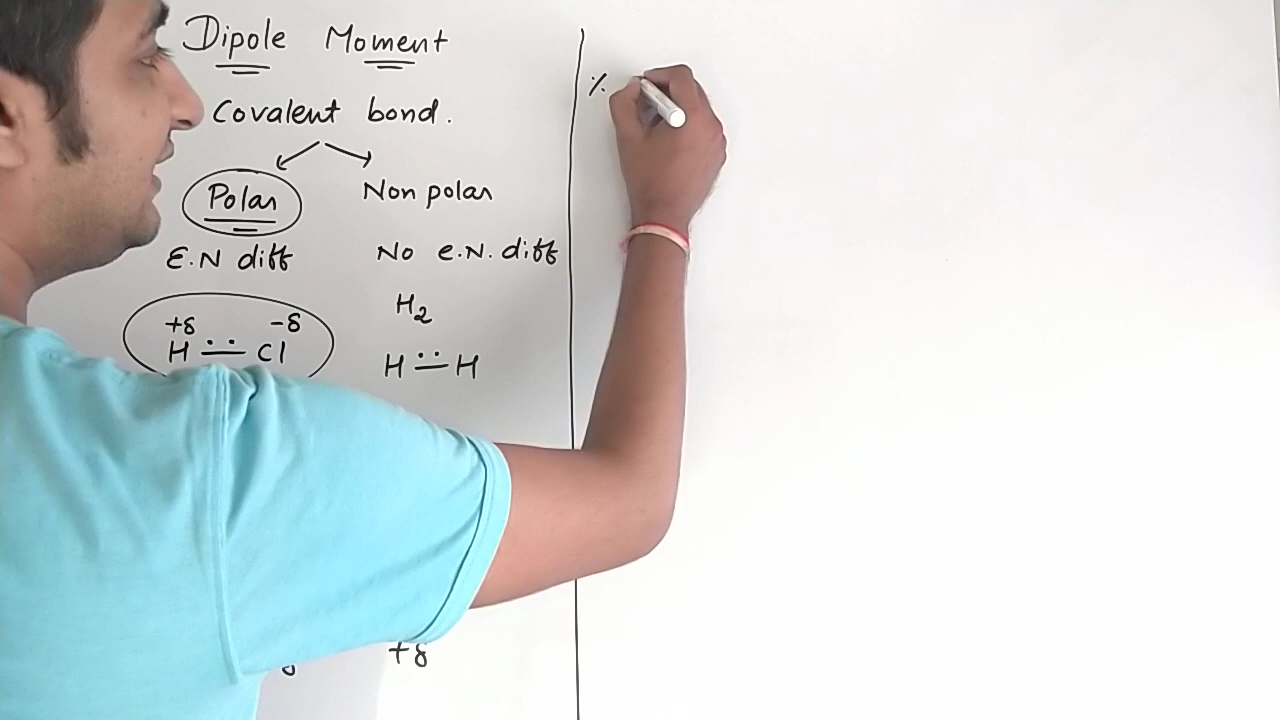 Dipole Moment
Covalent bond.
Polar Non polar
E.N diff No e.N. diff
H2
+δ -δ
H — Cl H — H
+δ
%